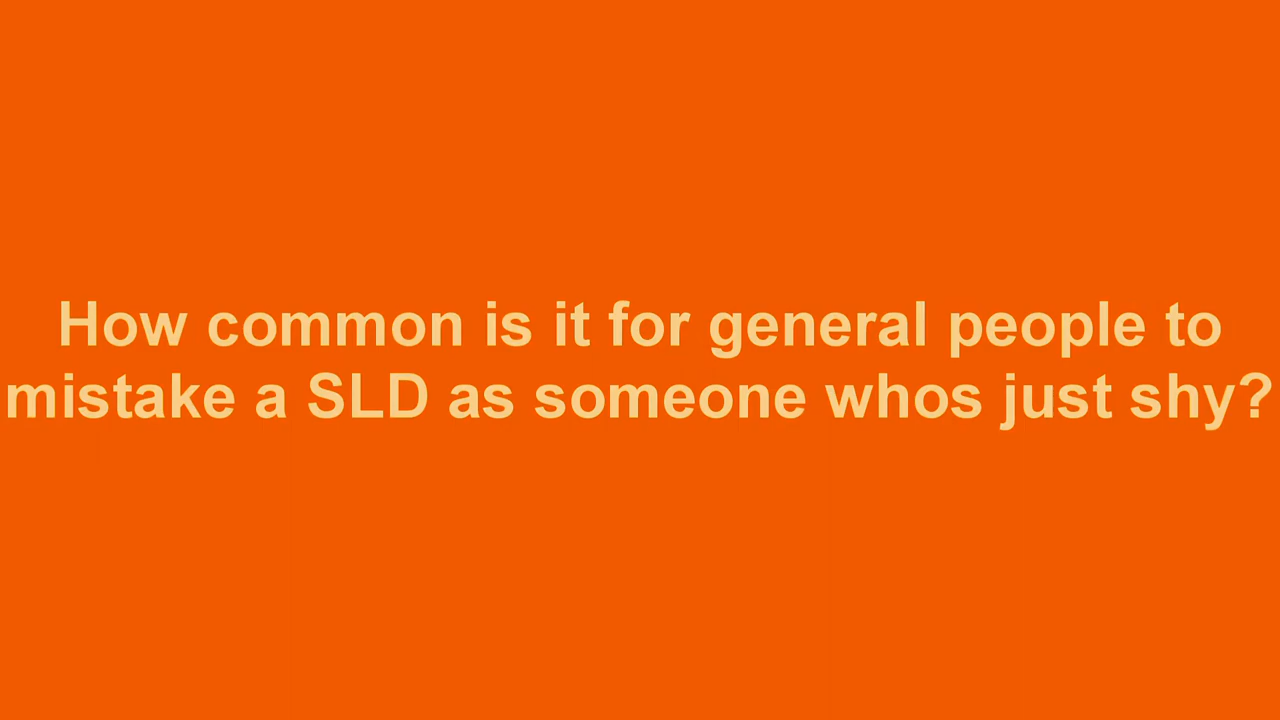 How common is it for general people to
mistake a SLD as someone whos just shy?